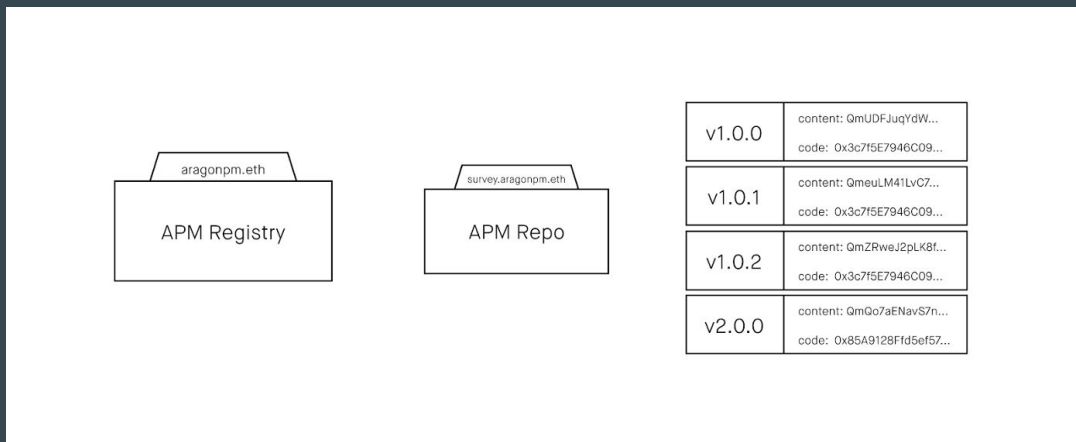 aragonpm.eth
APM Registry
survey.aragonpm.eth
APM Repo
v1.0.0
content: QmUDFJuqYdW...
code: 0x3c7f5E7946C09...
v1.0.1
content: QmeuLM41LvC7...
code: 0x3c7f5E7946C09...
v1.0.2
content: QmZRweJ2pLK8f...
code: 0x3c7f5E7946C09...
v2.0.0
content: QmQo7aENavS7n...
code: 0x85A9128Ffd5ef57...